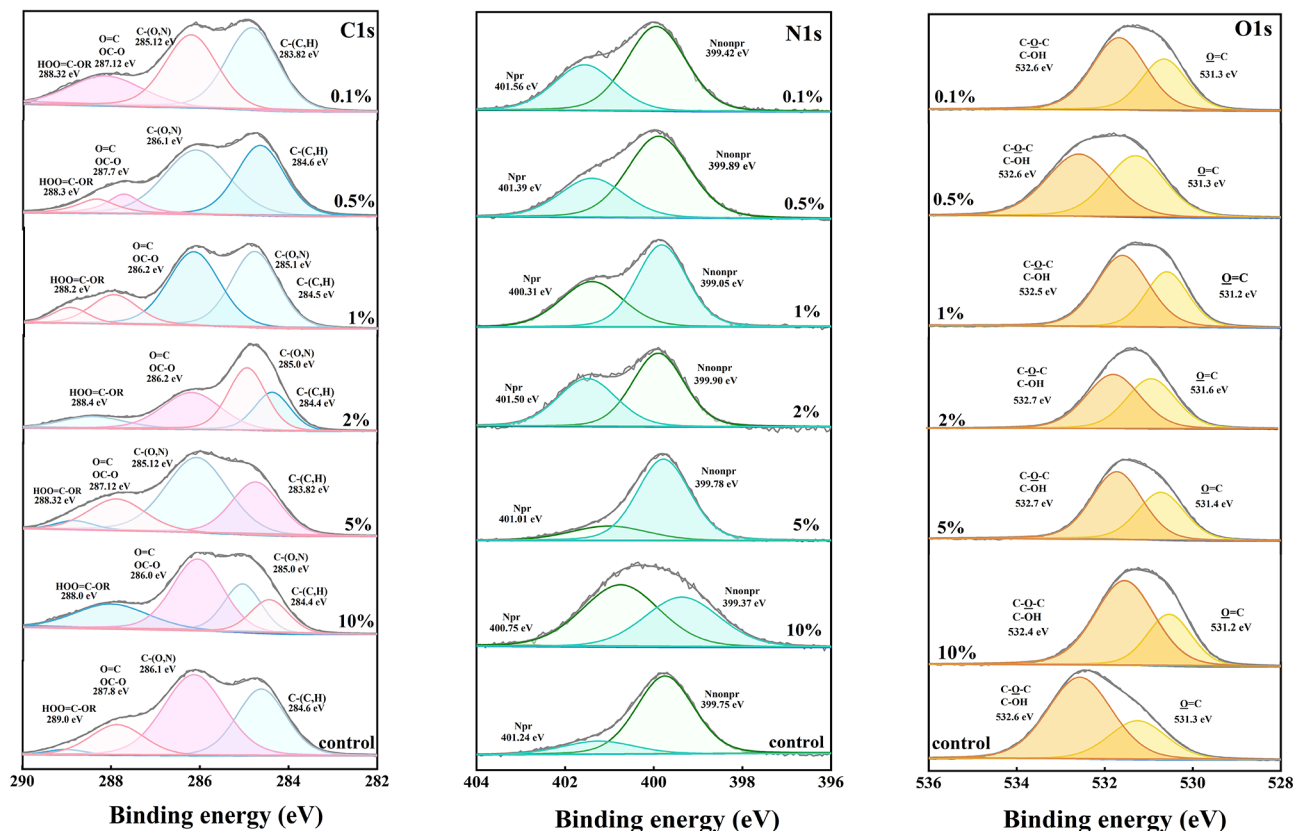 C1s
O=C
OC-O
287.12 eV
C-(O,N)
285.12 eV
C-(C,H)
283.82 eV
HOO=C-OR
288.32 eV
0.1%
C-(O,N)
286.1 eV
O=C
OC-O
287.7 eV
C-(C,H)
284.6 eV
HOO=C-OR
288.3 eV
0.5%
O=C
OC-O
286.2 eV
C-(O,N)
285.1 eV
HOO=C-OR
288.2 eV
C-(C,H)
284.5 eV
1%
C-(O,N)
285.0 eV
O=C
OC-O
286.2 eV
HOO=C-OR
288.4 eV
C-(C,H)
284.4 eV
2%
C-(O,N)
285.12 eV
O=C
OC-O
287.12 eV
C-(C,H)
283.82 eV
HOO=C-OR
288.32 eV
5%
O=C
OC-O
286.0 eV
C-(O,N)
285.0 eV
HOO=C-OR
288.0 eV
C-(C,H)
284.4 eV
10%
C-(O,N)
286.1 eV
O=C
OC-O
287.8 eV
C-(C,H)
284.6 eV
HOO=C-OR
289.0 eV
control
290 288 286 284 282
Binding energy (eV)
N1s
Nnonpr
399.42 eV
Npr
401.56 eV
0.1%
Nnonpr
399.89 eV
Npr
401.39 eV
0.5%
Nnonpr
399.05 eV
Npr
400.31 eV
1%
Nnonpr
399.90 eV
Npr
401.50 eV
2%
Nnonpr
399.78 eV
Npr
401.01 eV
5%
Nnonpr
399.37 eV
Npr
400.75 eV
10%
Nnonpr
399.75 eV
Npr
401.24 eV
control
404 402 400 398 396
Binding energy (eV)
O1s
C-O-C
C-OH
532.6 eV
O=C
531.3 eV
0.1%
C-O-C
C-OH
532.6 eV
O=C
531.3 eV
0.5%
C-O-C
C-OH
532.5 eV
O=C
531.2 eV
1%
C-O-C
C-OH
532.7 eV
O=C
531.6 eV
2%
C-O-C
C-OH
532.7 eV
O=C
531.4 eV
5%
C-O-C
C-OH
532.4 eV
O=C
531.2 eV
10%
C-O-C
C-OH
532.6 eV
O=C
531.3 eV
control
536 534 532 530 528
Binding energy (eV)